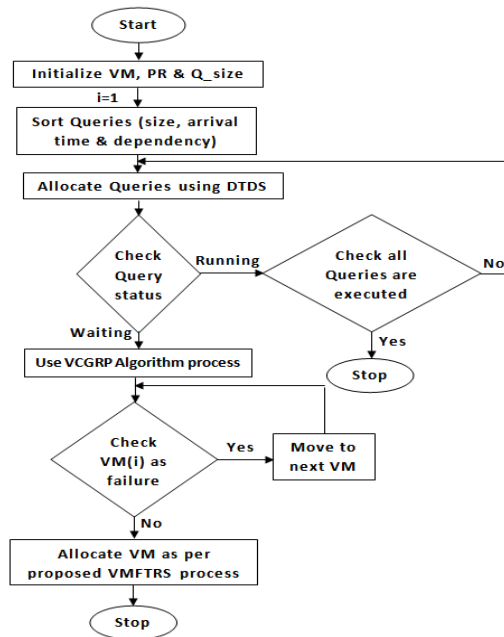 Start
Initialize VM, PR & Q_size
i=1
Sort Queries (size, arrival
time & dependency)
Allocate Queries using DTDS
Check
Query
status
Running
Check all
Queries are
executed
No
Waiting
Yes
Use VCGRP Algorithm process
Stop
Check
VM(i) as
failure
Yes
Move to
next VM
No
Allocate VM as per
proposed VMFTRS process
Stop